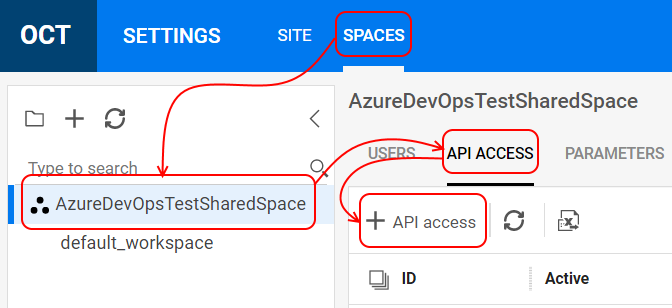 OCT SETTINGS SITE SPACES
AzureDevOpsTestSharedSpace
Type to search
USERS API ACCESS PARAMETERS
AzureDevOpsTestSharedSpace
API access
default_workspace
ID Active